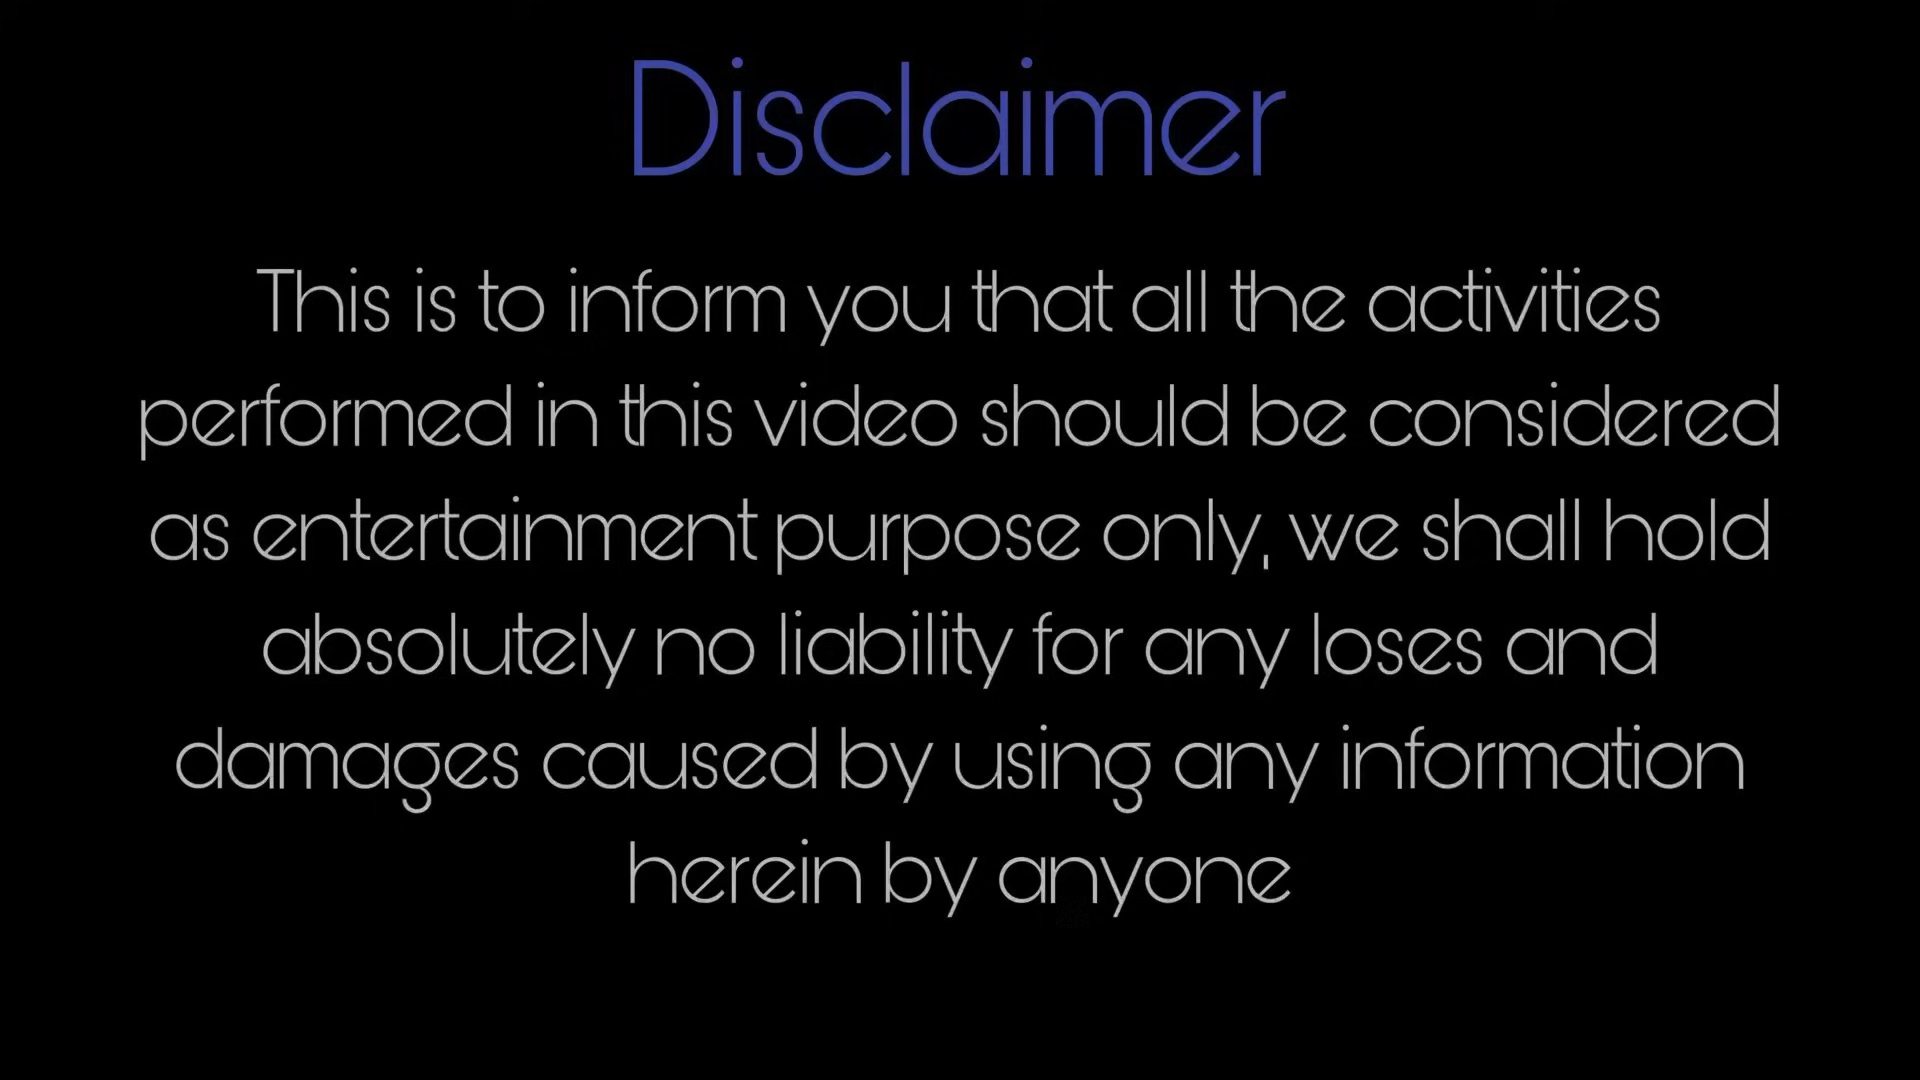 Disclaimer
This is to inform you that all the activities
performed in this video should be considered
as entertainment purpose only, we shall hold
absolutely no liability for any loses and
damages caused by using any information
herein by anyone